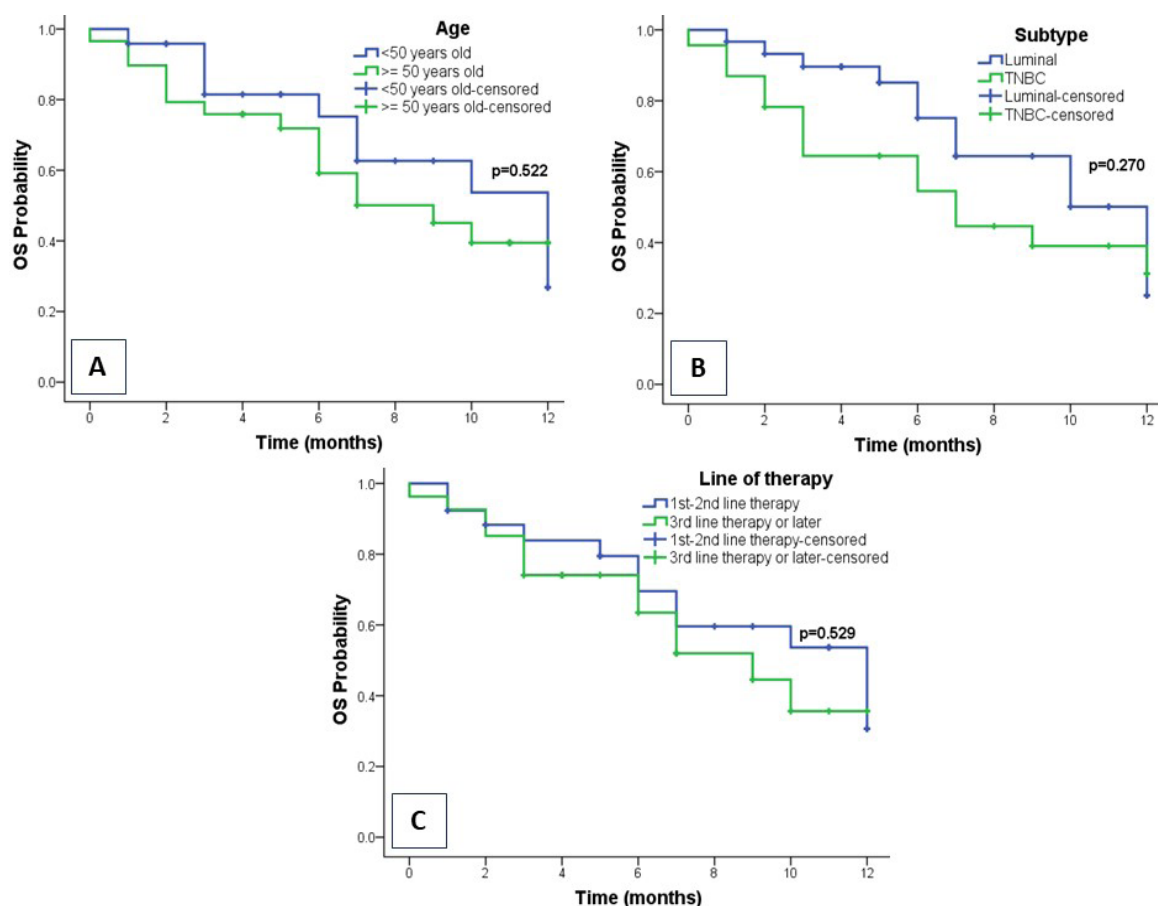 Age
<50 years old
>= 50 years old
<50 years old-censored
>= 50 years old-censored
p=0.522
OS Probability
1.0
0.8
0.6
0.4
0.2
0.0
A
0 2 4 6 8 10 12
Time (months)
Subtype
Luminal
TNBC
Luminal-censored
TNBC-censored
p=0.270
OS Probability
1.0
0.8
0.6
0.4
0.2
0.0
B
0 2 4 6 8 10 12
Time (months)
Line of therapy
1st-2nd line therapy
3rd line therapy or later
1st-2nd line therapy-censored
3rd line therapy or later-censored
p=0.529
OS Probability
1.0
0.8
0.6
0.4
0.2
0.0
C
0 2 4 6 8 10 12
Time (months)